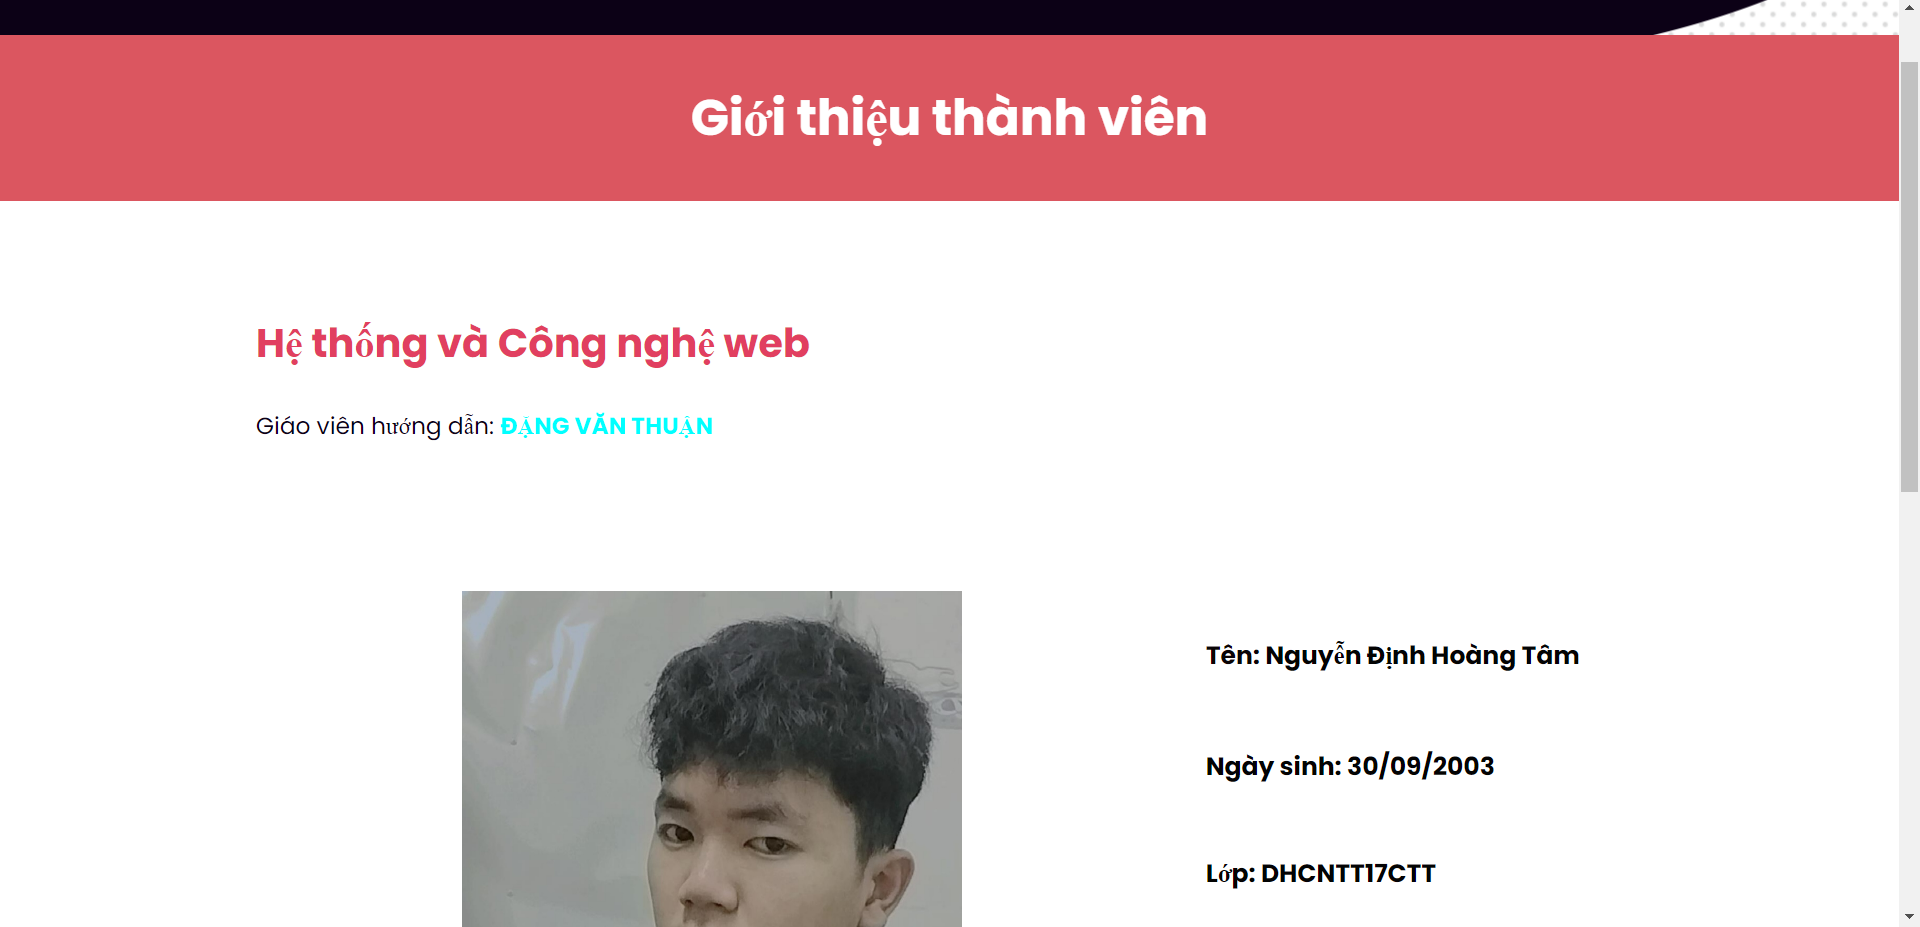 Giới thiệu thành viên
Hệ thống và Công nghệ web
Giáo viên hướng dẫn: ĐẶNG VĂN THUẬN
Tên: Nguyễn Định Hoàng Tâm
Ngày sinh: 30/09/2003
Lớp: DHCNTT17CTT